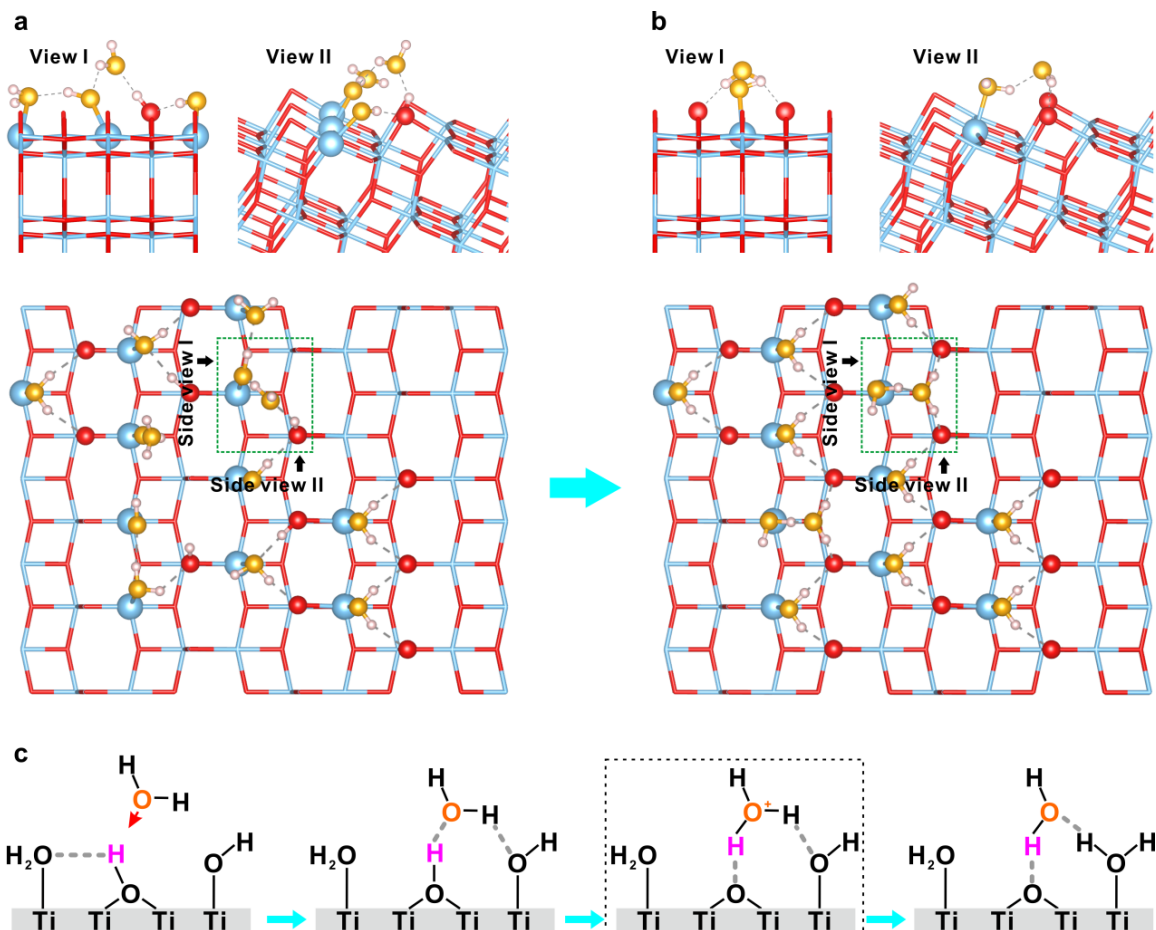 a
View I
View II
b
View I
View II
Side view I
Side view II
Side view I
Side view II
c
H
O H
H₂O H O H
Ti Ti Ti Ti
H
O H
H₂O H O H
O
Ti Ti Ti Ti
H
O⁺ H
H₂O H O H
O
Ti Ti Ti Ti
H
O
H₂O H H H
O O
Ti Ti Ti Ti